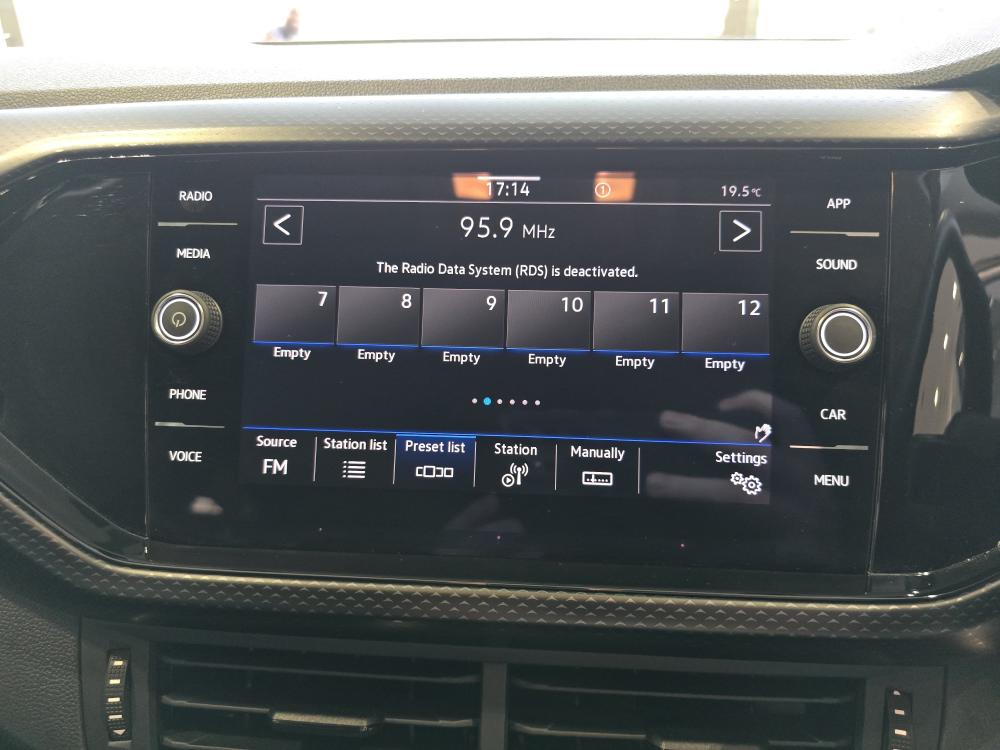 RADIO
MEDIA
PHONE
VOICE
17:14
1
19.5°C
< 95.9 MHz >
The Radio Data System (RDS) is deactivated.
7 8 9 10 11 12
Empty Empty Empty Empty Empty Empty
Source Station list Preset list Station Manually Settings
FM
APP
SOUND
CAR
MENU